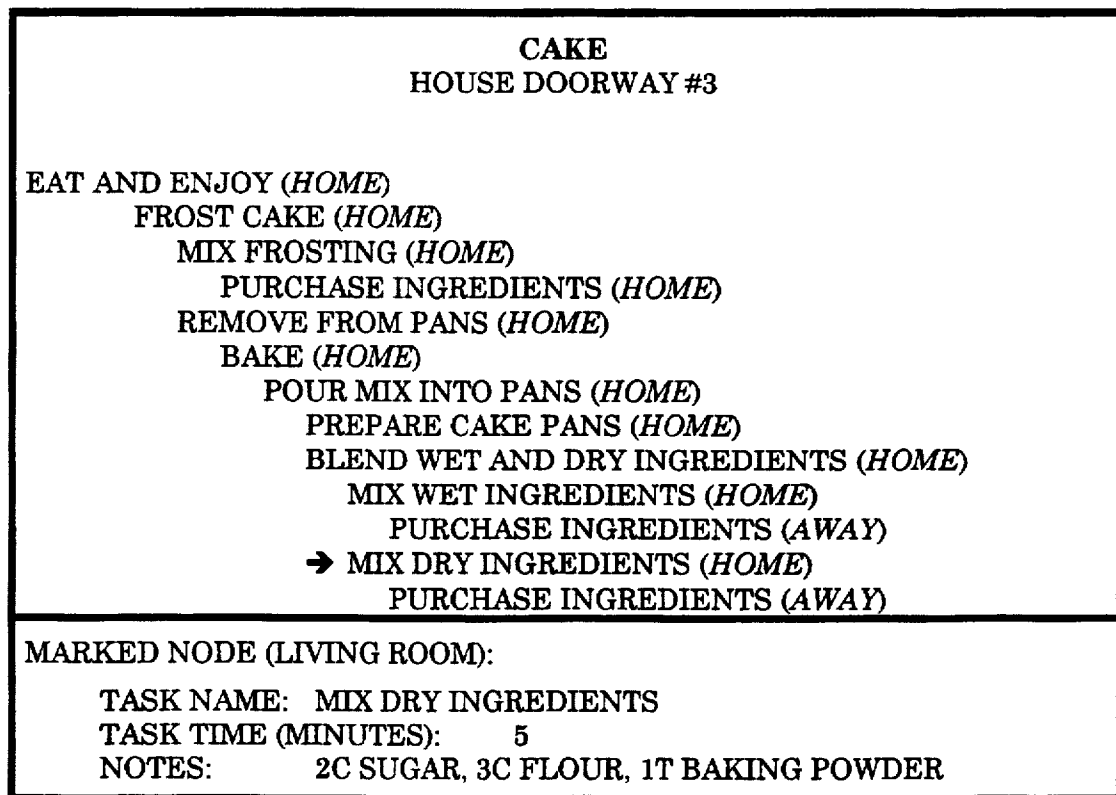 CAKE
HOUSE DOORWAY #3
EAT AND ENJOY (HOME)
FROST CAKE (HOME)
MIX FROSTING (HOME)
PURCHASE INGREDIENTS (HOME)
REMOVE FROM PANS (HOME)
BAKE (HOME)
POUR MIX INTO PANS (HOME)
PREPARE CAKE PANS (HOME)
BLEND WET AND DRY INGREDIENTS (HOME)
MIX WET INGREDIENTS (HOME)
PURCHASE INGREDIENTS (AWAY)
➔ MIX DRY INGREDIENTS (HOME)
PURCHASE INGREDIENTS (AWAY)
MARKED NODE (LIVING ROOM):
TASK NAME: MIX DRY INGREDIENTS
TASK TIME (MINUTES): 5
NOTES: 2C SUGAR, 3C FLOUR, 1T BAKING POWDER